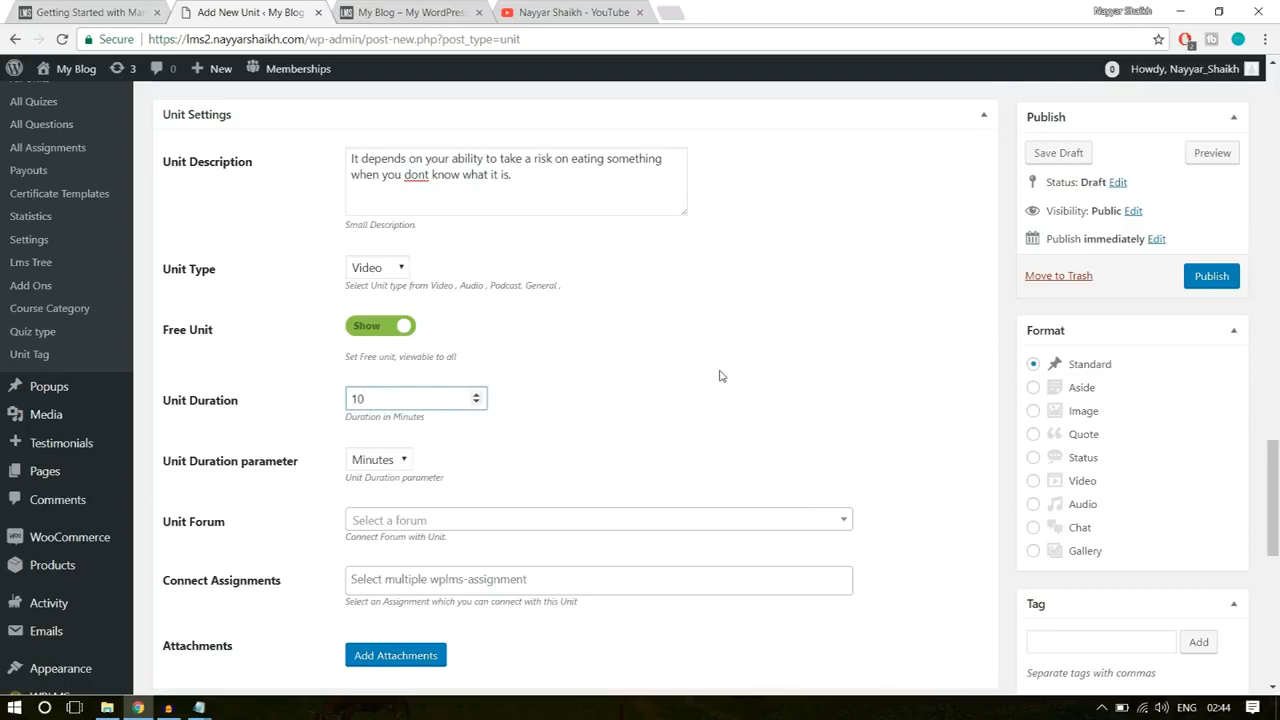 Getting Started with Mar
Add New Unit ‹ My Blog
My Blog – My WordPres
Nayyar Shaikh - YouTube
Nayyar Shaikh
Secure
https://lms2.nayyarshaikh.com/wp-admin/post-new.php?post_type=unit
2
My Blog
3
0
New
Memberships
0
Howdy, Nayyar_Shaikh
All Quizes
All Questions
All Assignments
Payouts
Certificate Templates
Statistics
Settings
Lms Tree
Add Ons
Course Category
Quiz type
Unit Tag
Popups
Media
Testimonials
Pages
Comments
WooCommerce
Products
Activity
Emails
Appearance
WPLMS
Unit Settings
Unit Description
It depends on your ability to take a risk on eating something
when you dont know what it is.
Small Description.
Unit Type
Video
Select Unit type from Video , Audio , Podcast, General ,
Free Unit
Show
Set Free unit, viewable to all
Unit Duration
10
Duration in Minutes
Unit Duration parameter
Minutes
Unit Duration parameter
Unit Forum
Select a forum
Connect Forum with Unit.
Connect Assignments
Select multiple wplms-assignment
Select an Assignment which you can connect with this Unit
Attachments
Add Attachments
Publish
Save Draft
Preview
Status: Draft Edit
Visibility: Public Edit
Publish immediately Edit
Move to Trash
Publish
Format
Standard
Aside
Image
Quote
Status
Video
Audio
Chat
Gallery
Tag
Add
Separate tags with commas
ENG
02:44